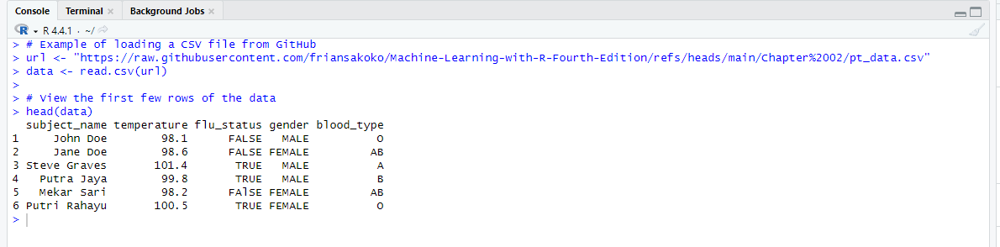 Console Terminal × Background Jobs ×
R 4.4.1 · ~/
> # Example of loading a CSV file from GitHub
> url <- "https://raw.githubusercontent.com/friansakoko/Machine-Learning-with-R-Fourth-Edition/refs/heads/main/Chapter%2002/pt_data.csv"
> data <- read.csv(url)
>
> # View the first few rows of the data
> head(data)
  subject_name temperature flu_status gender blood_type
1     John Doe        98.1      FALSE   MALE          O
2     Jane Doe        98.6      FALSE FEMALE         AB
3 Steve Graves       101.4       TRUE   MALE          A
4   Putra Jaya        99.8       TRUE   MALE          B
5   Mekar Sari        98.2      FAlSE FEMALE         AB
6 Putri Rahayu       100.5       TRUE FEMALE          O
>